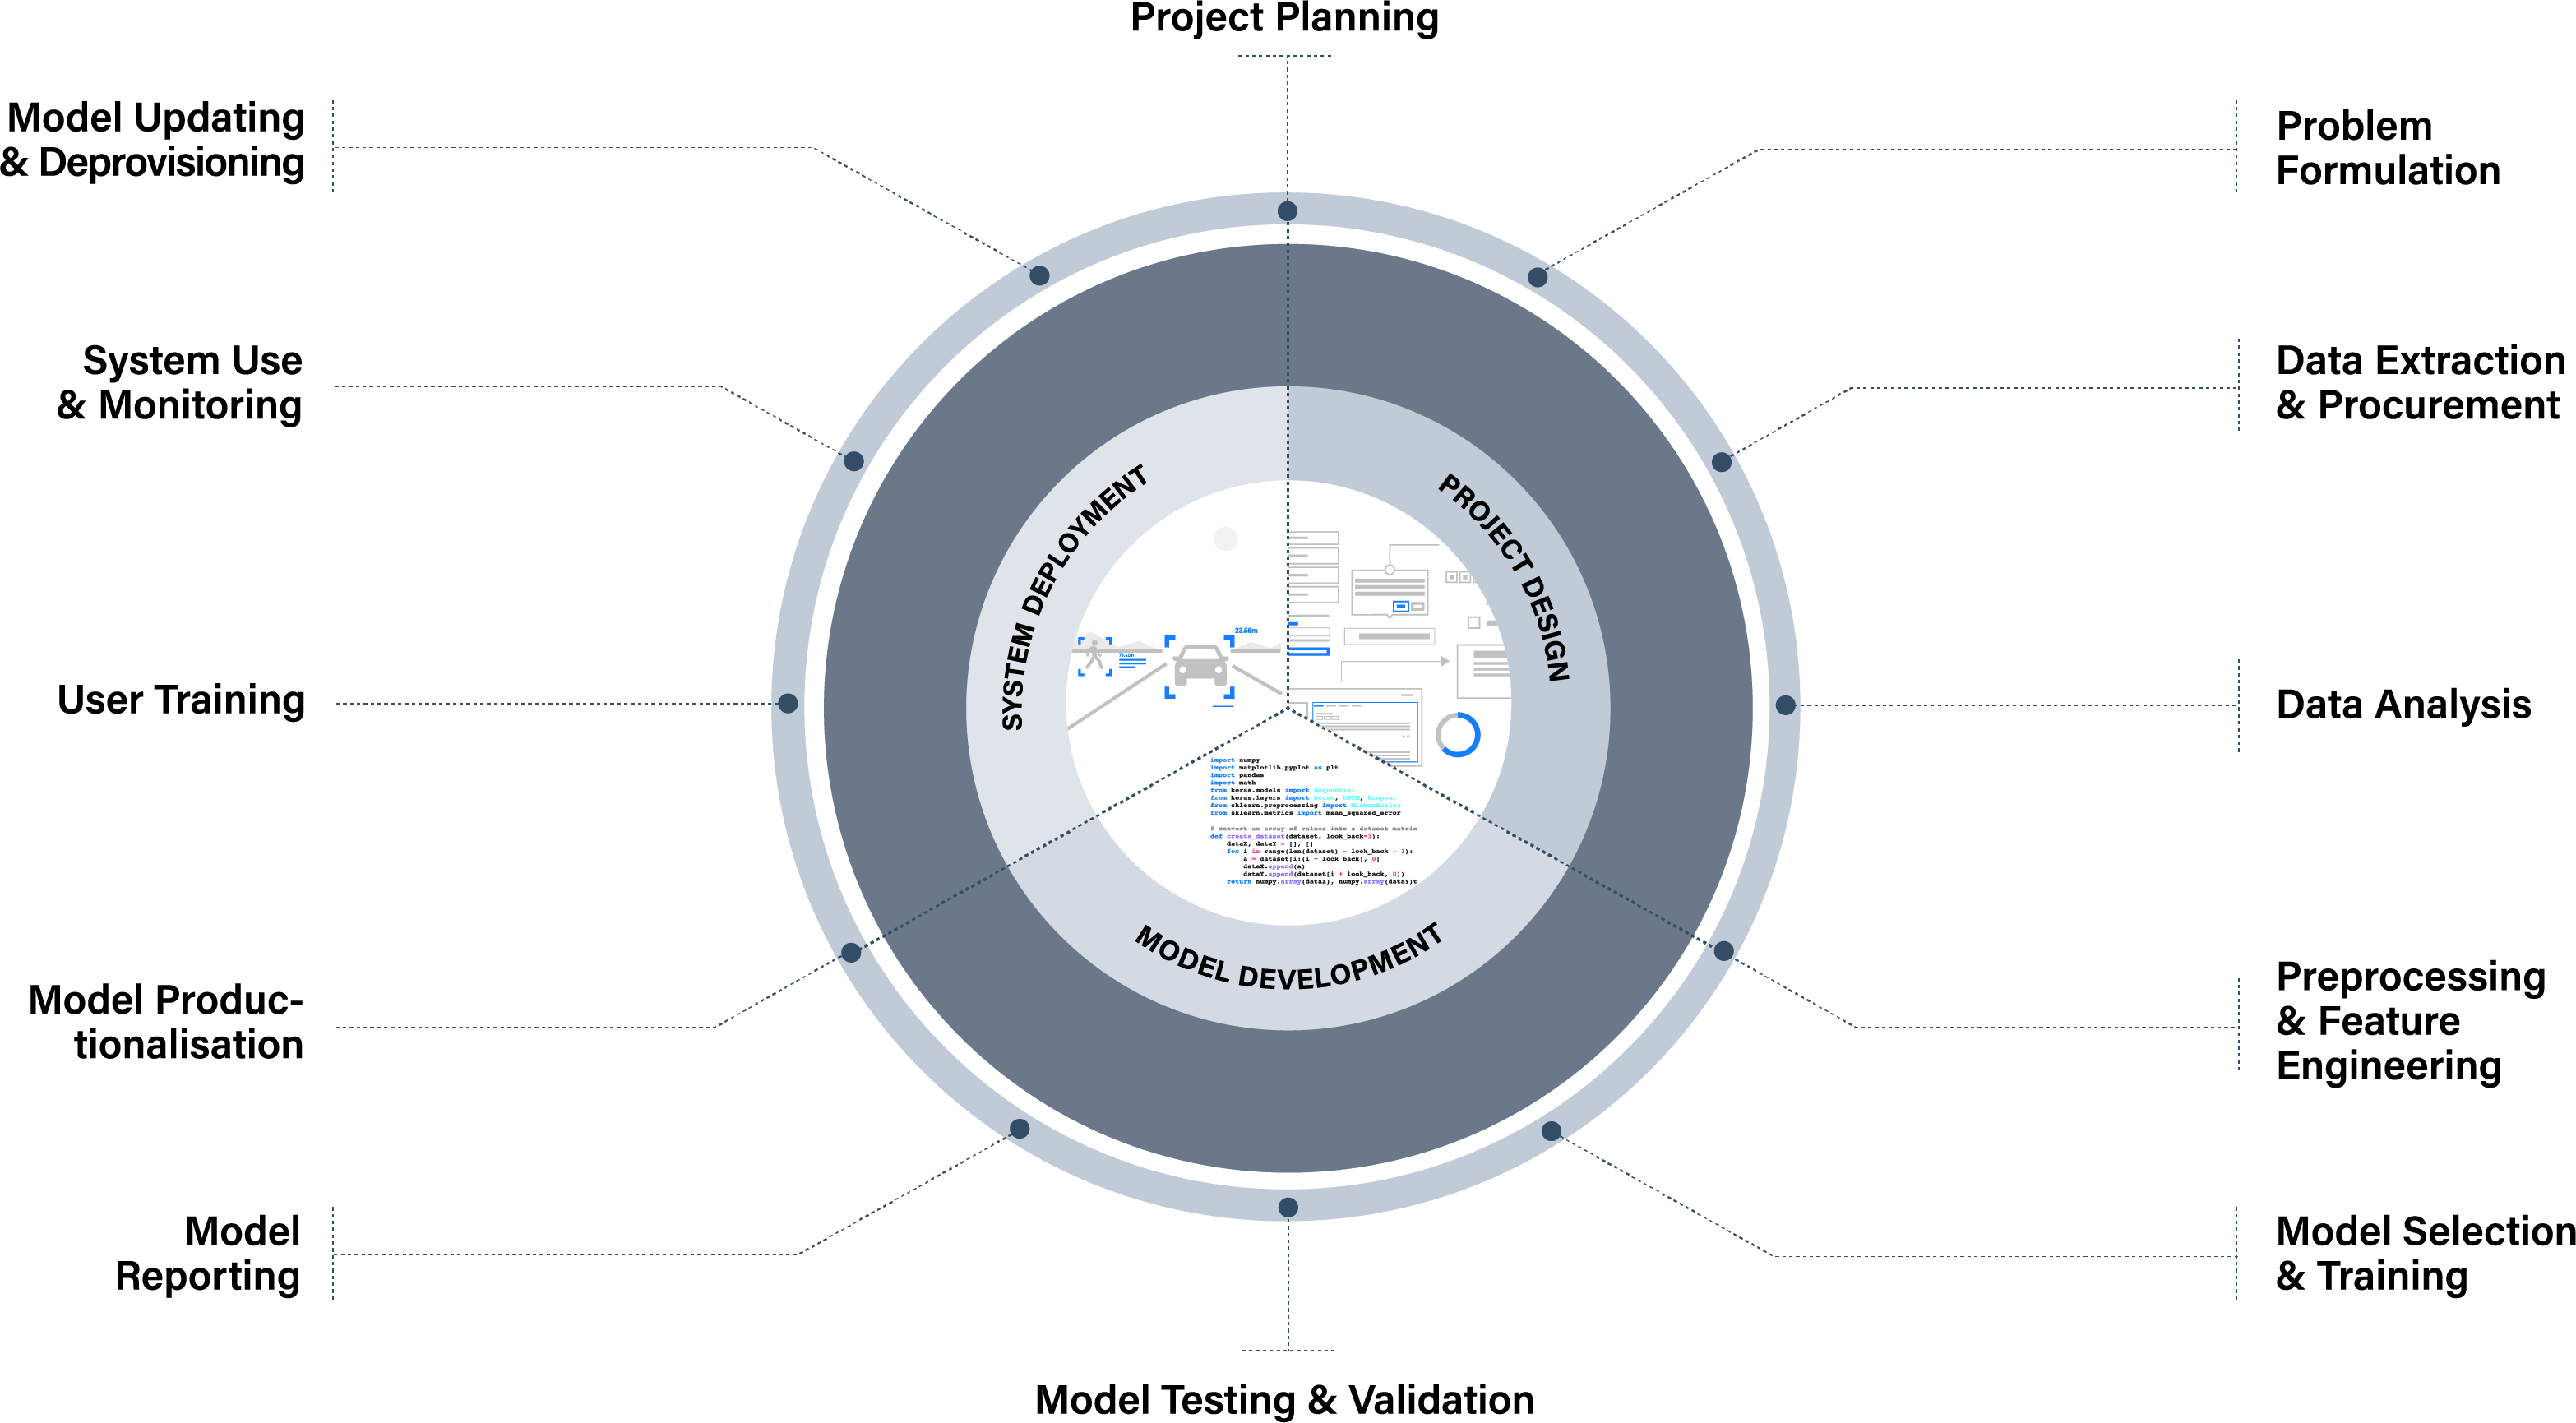 Project Planning
Problem
Formulation
Data Extraction
& Procurement
Data Analysis
Preprocessing
& Feature
Engineering
Model Selection
& Training
Model Testing & Validation
Model
Reporting
Model Produc-
tionalisation
User Training
System Use
& Monitoring
Model Updating
& Deprovisioning
PROJECT DESIGN
MODEL DEVELOPMENT
SYSTEM DEPLOYMENT
23.56m
import numpy
import matplotlib.pyplot as plt
import pandas
import math
from keras.models import Sequential
from keras.layers import Dense, LSTM, Dropout
from sklearn.preprocessing import MinMaxScaler
from sklearn.metrics import mean_squared_error
# convert an array of values into a dataset matrix
def create_dataset(dataset, look_back=1):
dataX, dataY = [], []
for i in range(len(dataset) - look_back - 1):
a = dataset[i:(i + look_back), 0]
dataX.append(a)
dataY.append(dataset[i + look_back, 0])
return numpy.array(dataX), numpy.array(dataY)t